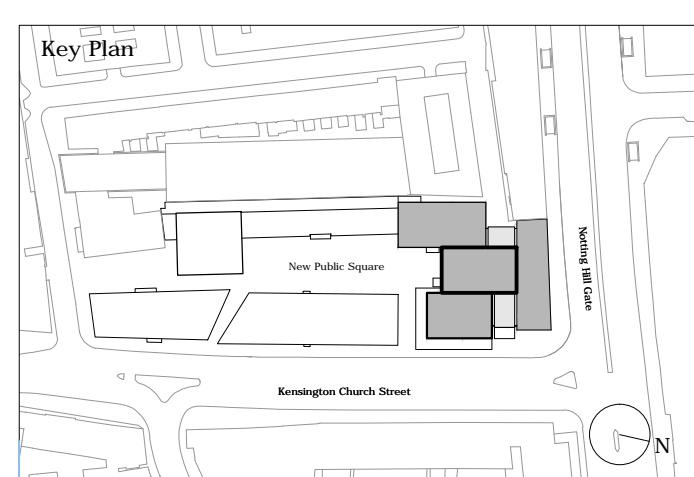 Key Plan
New Public Square
Notting Hill Gate
Kensington Church Street
N